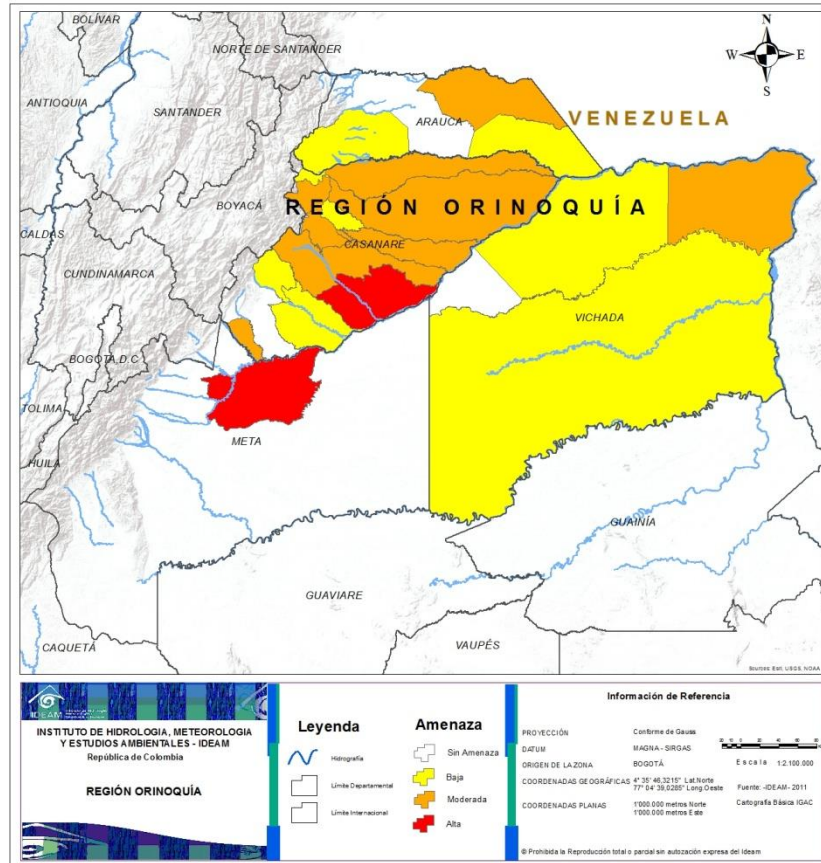 BOLÍVAR
N
W E
S
NORTE DE SANTANDER
ANTIOQUIA
SANTANDER
ARAUCA
VENEZUELA
BOYACÁ
REGIÓN ORINOQUÍA
CALDAS
CASANARE
CUNDINAMARCA
VICHADA
BOGOTÁ D.C
TOLIMA
META
HUILA
GUAINÍA
GUAVIARE
CAQUETÁ
VAUPÉS
Sources: Esri, USGS, NOAA
IDEAM
INSTITUTO DE HIDROLOGIA, METEOROLOGIA
Y ESTUDIOS AMBIENTALES - IDEAM
República de Colombia
REGIÓN ORINOQUÍA
Leyenda
Hidrografía
Límite Departamental
Límite Internacional
Amenaza
Sin Amenaza
Baja
Moderada
Alta
Información de Referencia
PROYECCIÓN Conforme de Gauss
DATUM MAGNA - SIRGAS
ORIGEN DE LA ZONA BOGOTÁ
COORDENADAS GEOGRÁFICAS 4° 35' 46,3215" Lat.Norte
77° 04' 39,0285" Long.Oeste
COORDENADAS PLANAS 1'000.000 metros Norte
1'000.000 metros Este
Escala 1:2.100.000
Fuente: -IDEAM- 2011
Cartografía Básica IGAC
© Prohibida la Reproducción total o parcial sin autozación expresa del Ideam